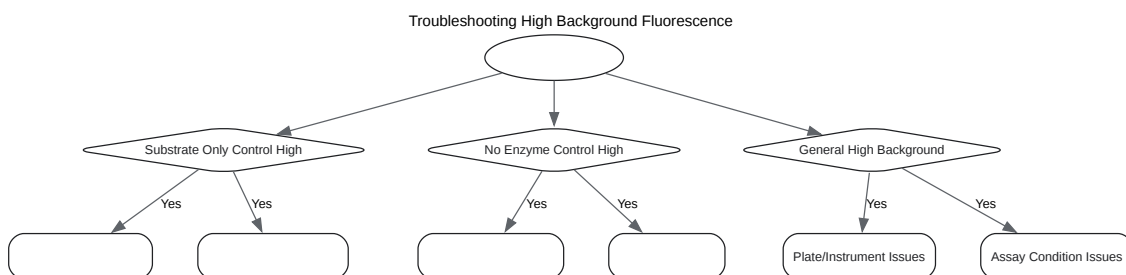 Troubleshooting High Background Fluorescence
Substrate Only Control High
No Enzyme Control High
General High Background
Yes
Yes
Yes
Yes
Yes
Yes
Plate/Instrument Issues
Assay Condition Issues